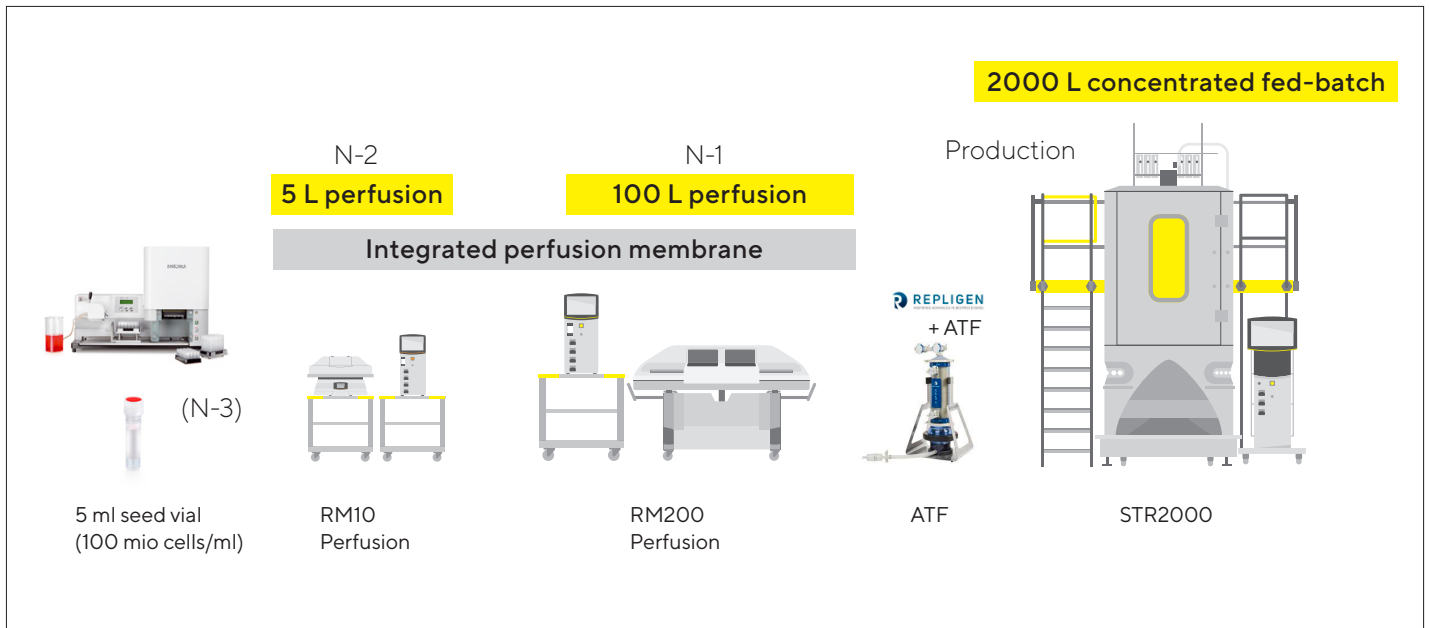 2000 L concentrated fed-batch
N-2
N-1
Production
5 L perfusion
100 L perfusion
Integrated perfusion membrane
REPLIGEN
+ ATF
(N-3)
5 ml seed vial
(100 mio cells/ml)
RM10
Perfusion
RM200
Perfusion
ATF
STR2000